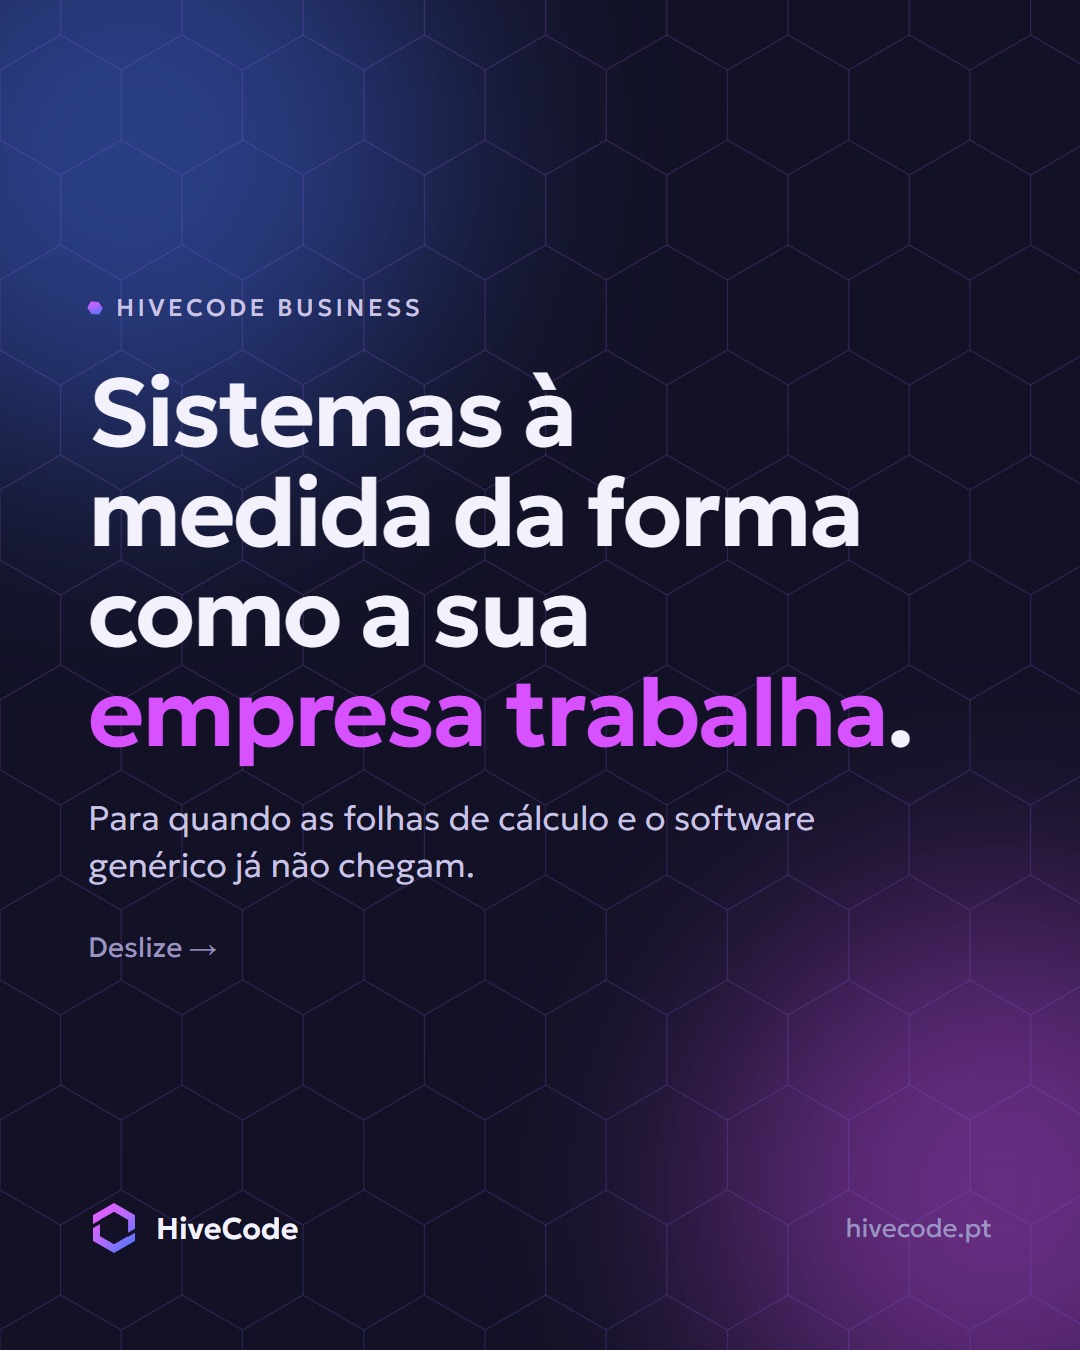 HIVECODE BUSINESS
Sistemas à
medida da forma
como a sua
empresa trabalha.
Para quando as folhas de cálculo e o software
genérico já não chegam.
Deslize →
HiveCode
hivecode.pt